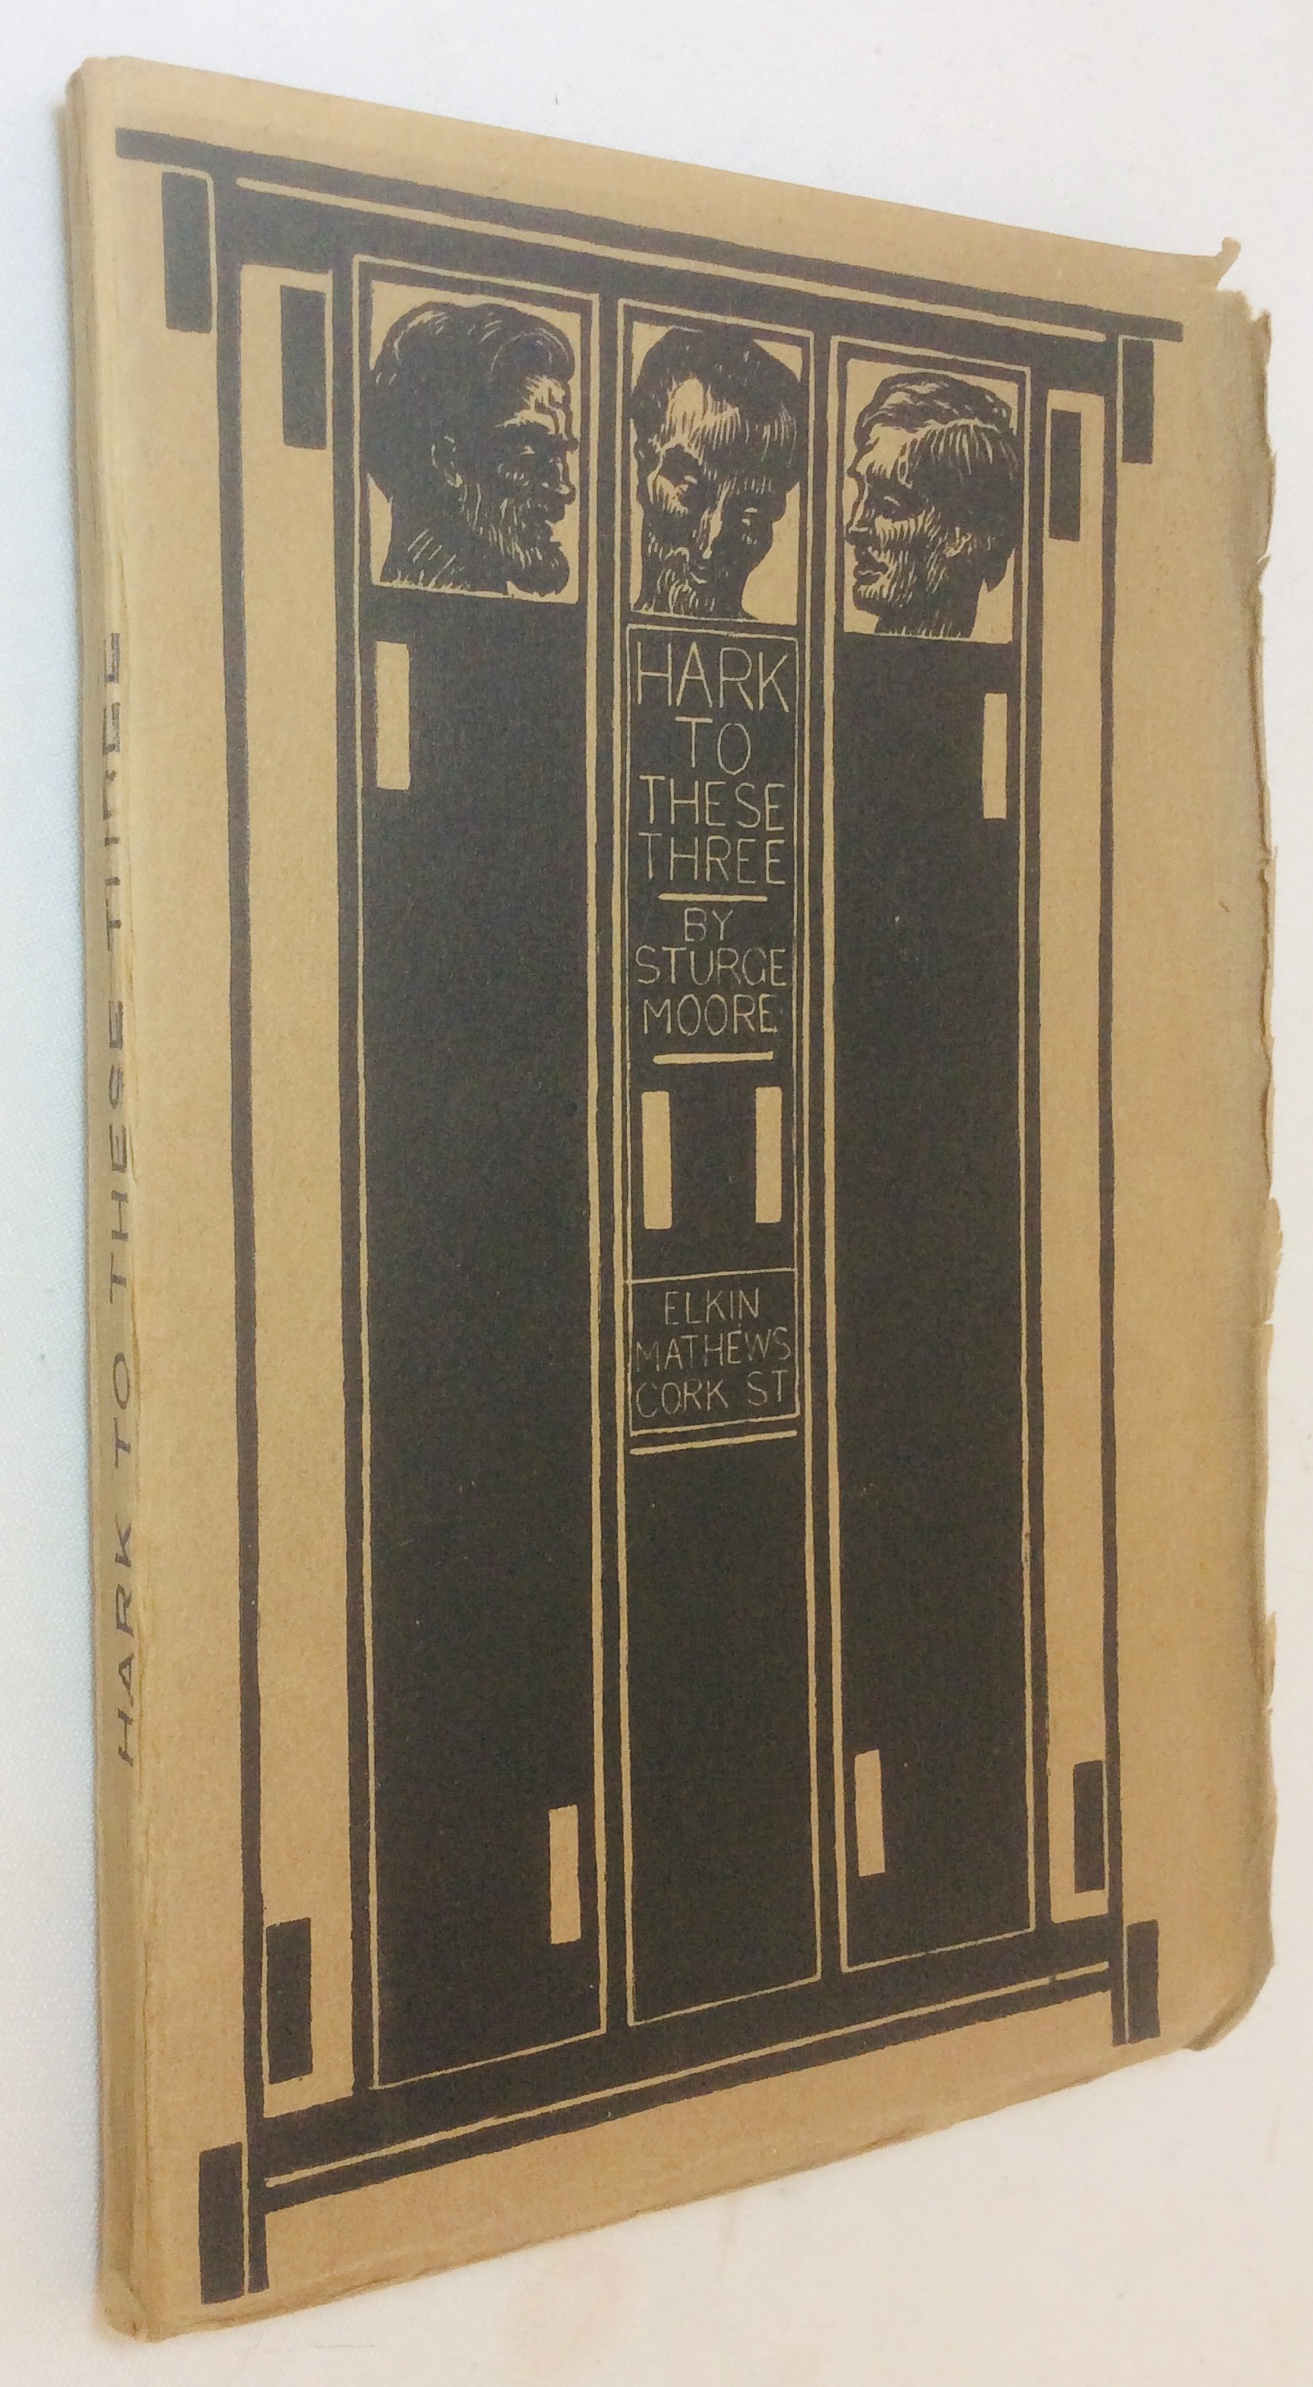 HARK
TO
THESE
THREE
BY
STURGE
MOORE
ELKIN
MATHEWS
CORK ST
HARK TO THESE THREE